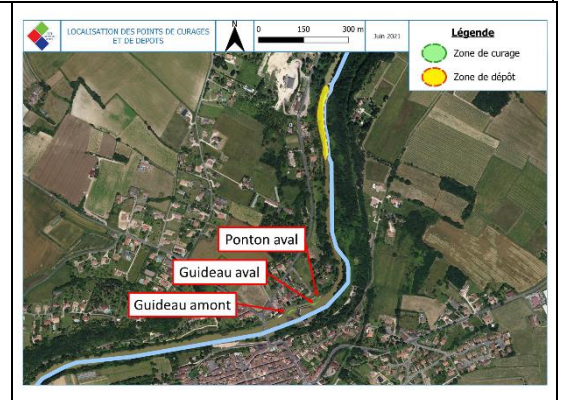 LOCALISATION DES POINTS DE CURAGES
ET DE DEPOTS
N
0 150 300 m
Juin 2021
Légende
Zone de curage
Zone de dépôt
Ponton aval
Guideau aval
Guideau amont